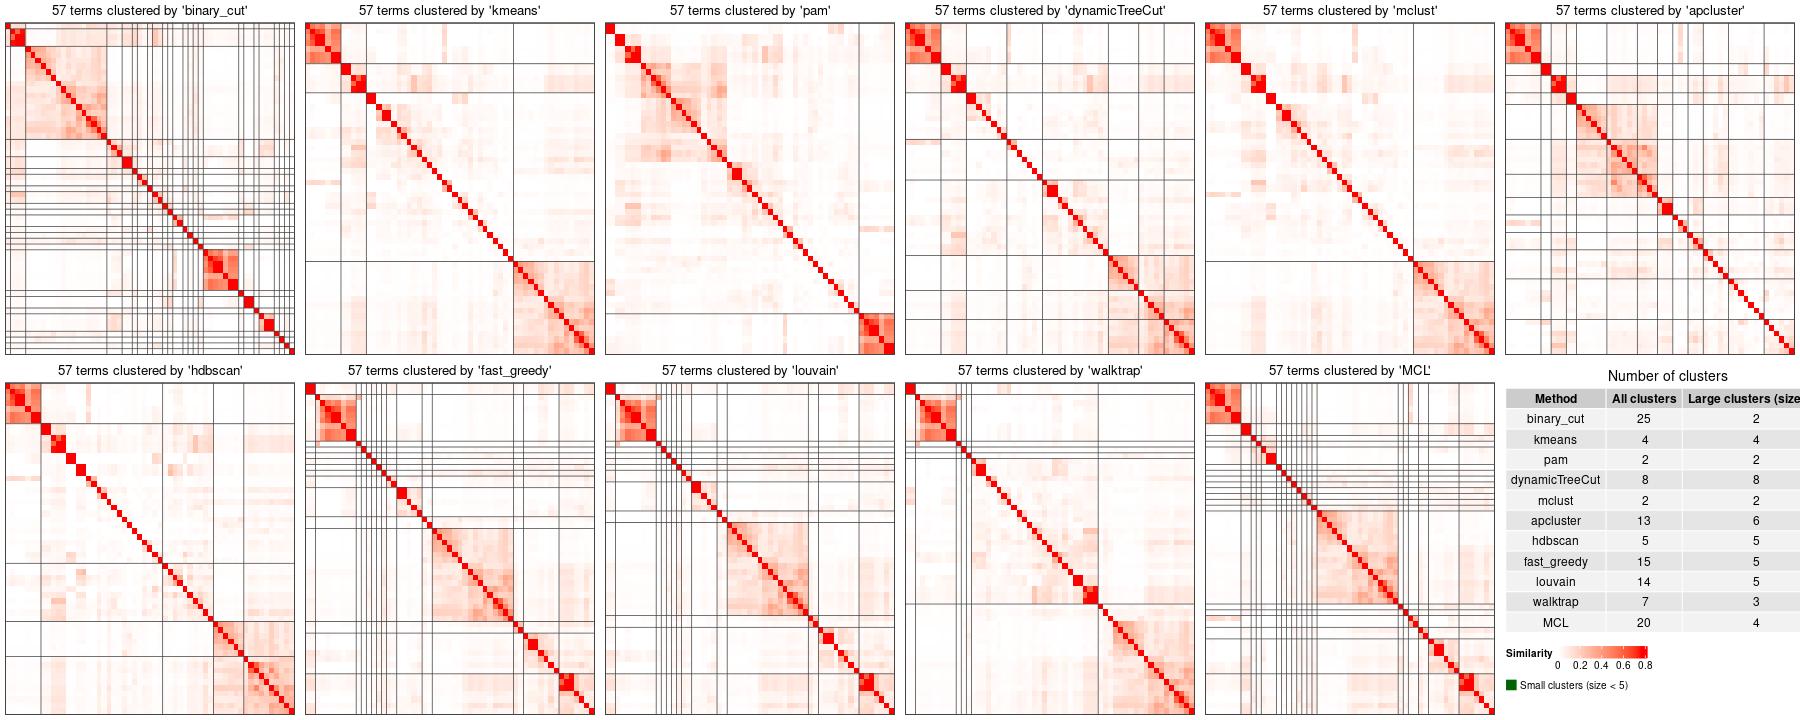 57 terms clustered by 'binary_cut'
57 terms clustered by 'kmeans'
57 terms clustered by 'pam'
57 terms clustered by 'dynamicTreeCut'
57 terms clustered by 'mclust'
57 terms clustered by 'apcluster'
57 terms clustered by 'hdbscan'
57 terms clustered by 'fast_greedy'
57 terms clustered by 'louvain'
57 terms clustered by 'walktrap'
57 terms clustered by 'MCL'
Number of clusters
Method All clusters Large clusters (size
binary_cut 25 2
kmeans 4 4
pam 2 2
dynamicTreeCut 8 8
mclust 2 2
apcluster 13 6
hdbscan 5 5
fast_greedy 15 5
louvain 14 5
walktrap 7 3
MCL 20 4
Similarity
0 0.2 0.4 0.6 0.8
Small clusters (size < 5)